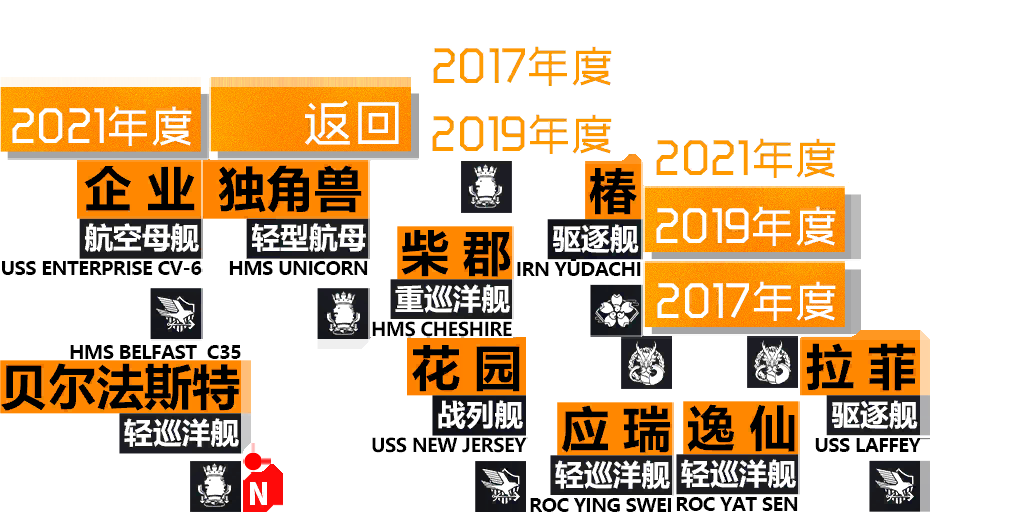 2017年度
2021年度
返回
2019年度
2021年度
企业
航空母舰
USS ENTERPRISE CV-6
独角兽
轻型航母
HMS UNICORN
椿
驱逐舰
IRN YŪDACHI
2019年度
柴郡
重巡洋舰
HMS CHESHIRE
2017年度
HMS BELFAST C35
贝尔法斯特
轻巡洋舰
花园
战列舰
USS NEW JERSEY
拉菲
驱逐舰
USS LAFFEY
应瑞
轻巡洋舰
ROC YING SWEI
逸仙
轻巡洋舰
ROC YAT SEN
N